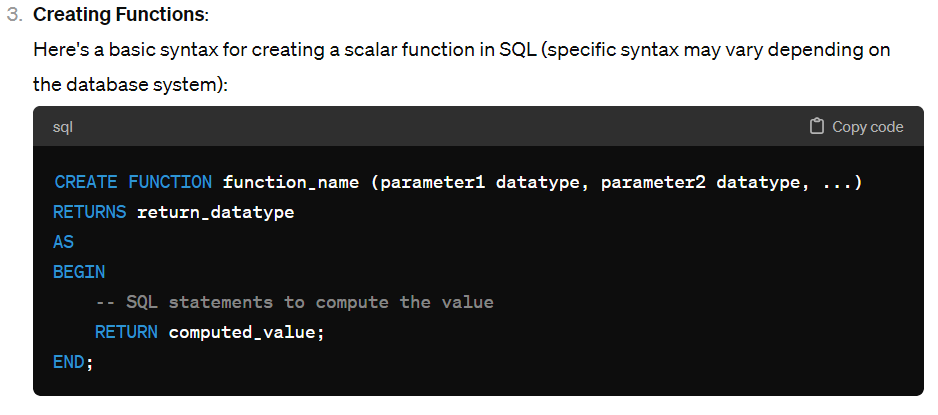 3. Creating Functions:
Here's a basic syntax for creating a scalar function in SQL (specific syntax may vary depending on
the database system):
sql Copy code
CREATE FUNCTION function_name (parameter1 datatype, parameter2 datatype, ...)
RETURNS return_datatype
AS
BEGIN
    -- SQL statements to compute the value
    RETURN computed_value;
END;